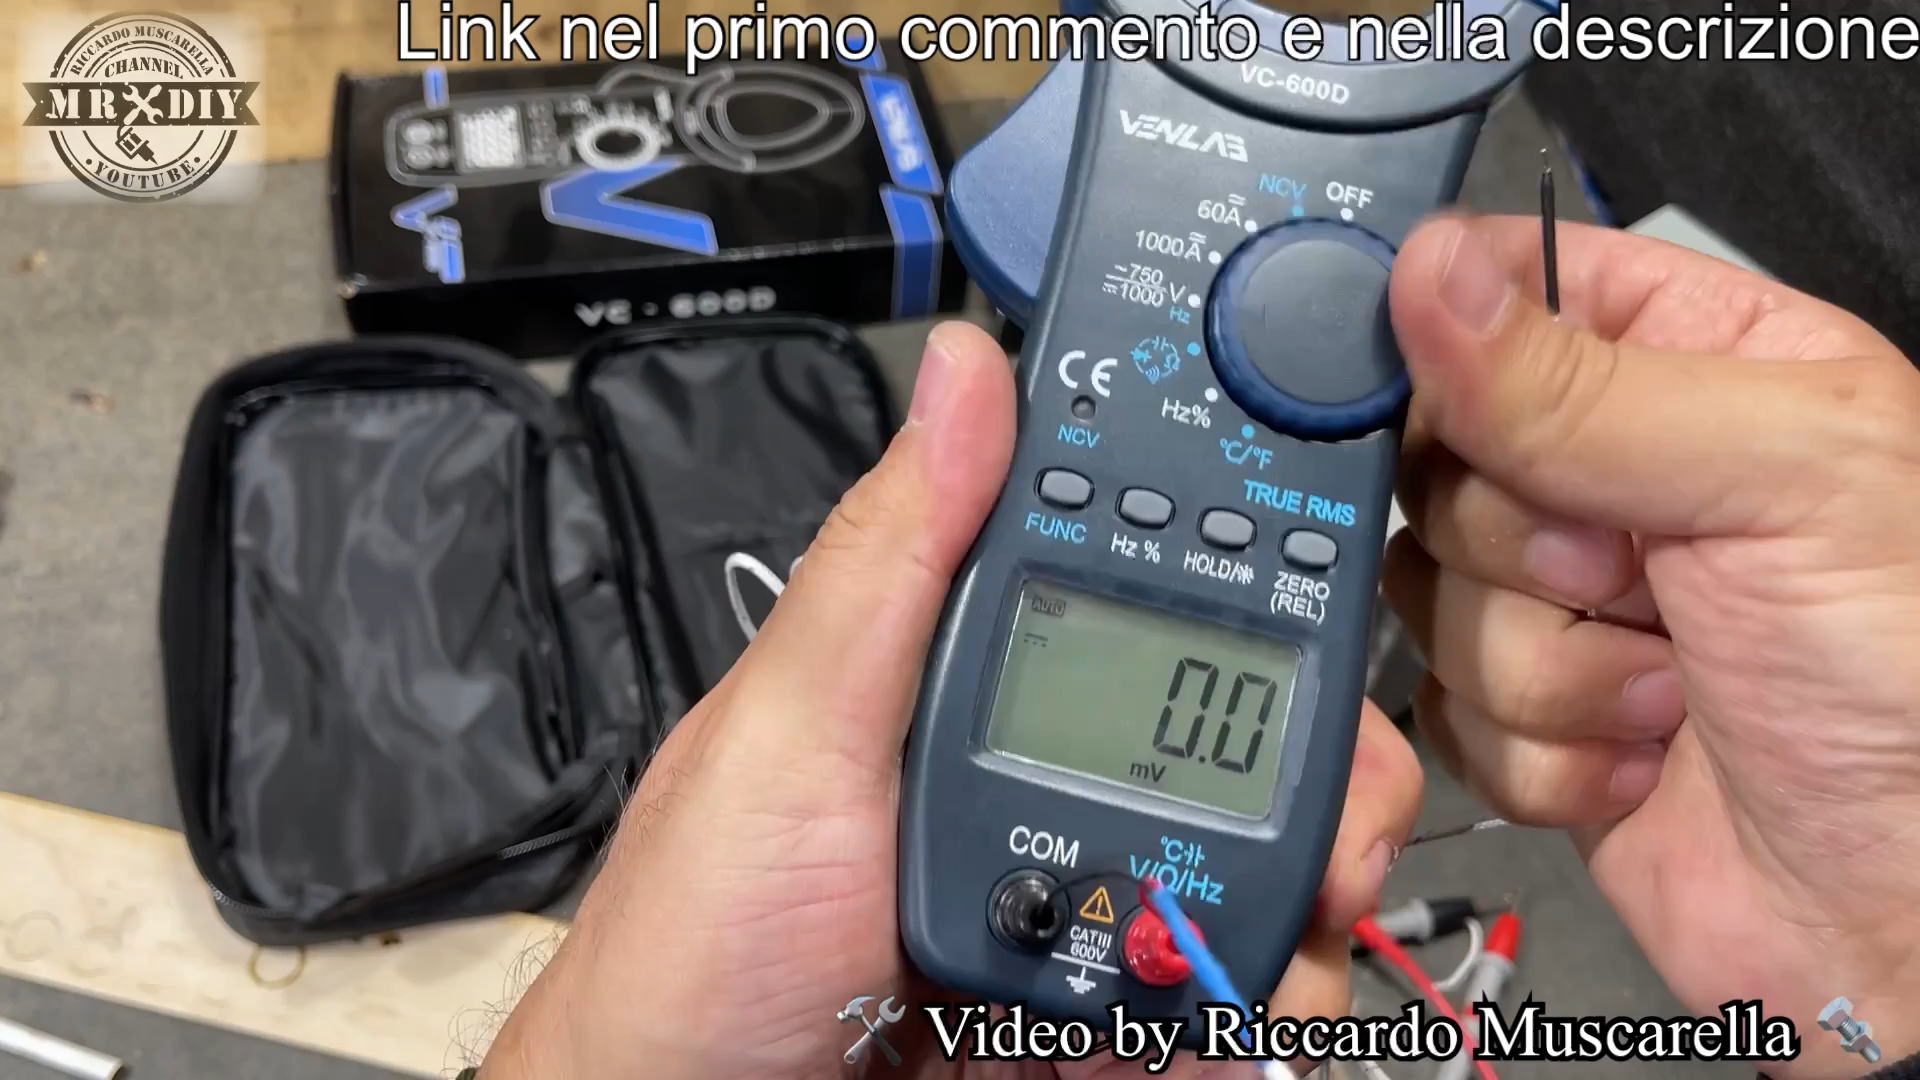 Link nel primo commento e nella descrizione
RICCARDO MUSCARELLA
CHANNEL
MR DIY
• YOUTUBE •
VC-600D
VENLAB
NCV OFF
60A
1000A
~750
1000 V
Hz
Hz%
°C/°F
CE
NCV
TRUE RMS
FUNC
Hz %
HOLD/
ZERO
(REL)
AUTO
0.0
mV
COM
°C
V/Ω/Hz
CAT III
600V
VC-600D
Video by Riccardo Muscarella